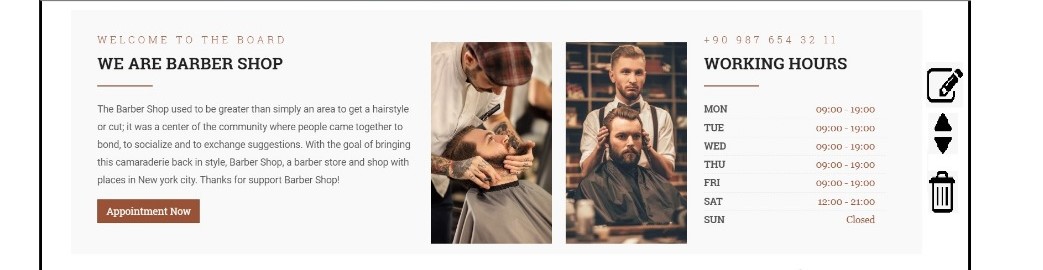 WELCOME TO THE BOARD
WE ARE BARBER SHOP
The Barber Shop used to be greater than simply an area to get a hairstyle
or cut; it was a center of the community where people came together to
bond, to socialize and to exchange suggestions. With the goal of bringing
this camaraderie back in style, Barber Shop, a barber store and shop with
places in New york city. Thanks for support Barber Shop!
Appointment Now
+90 987 654 32 11
WORKING HOURS
MON 09:00 - 19:00
TUE 09:00 - 19:00
WED 09:00 - 19:00
THU 09:00 - 19:00
FRI 09:00 - 19:00
SAT 12:00 - 21:00
SUN Closed